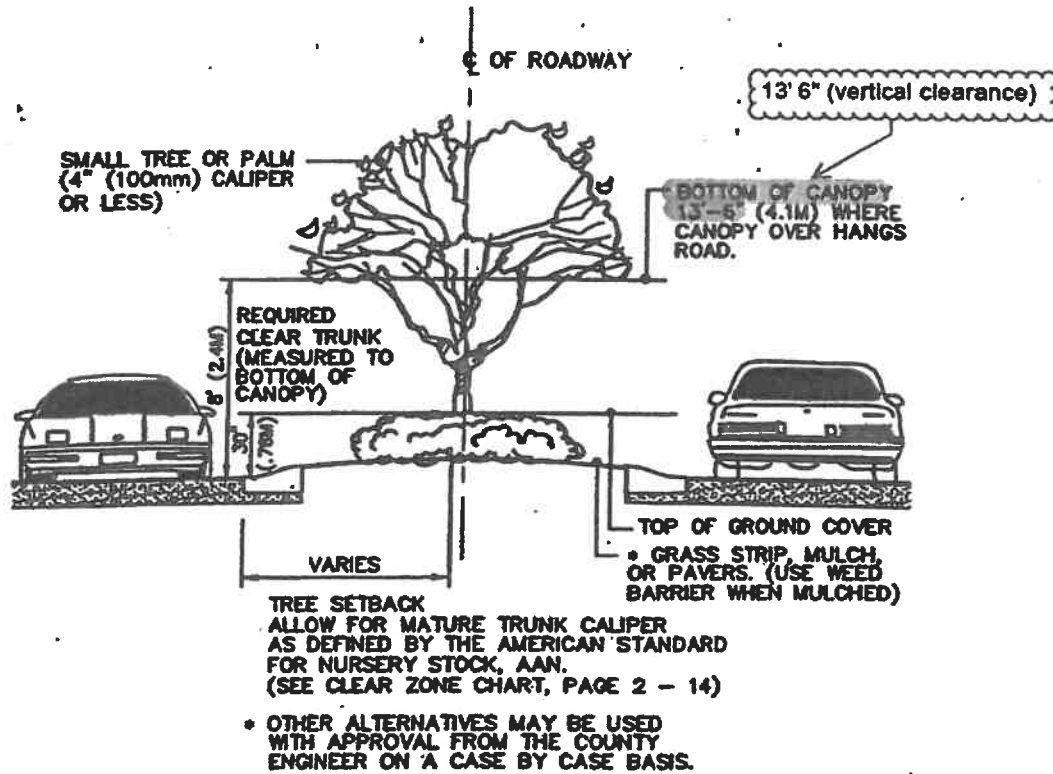 ℄ OF ROADWAY
13' 6" (vertical clearance)
SMALL TREE OR PALM
(4" (100mm) CALIPER
OR LESS)
BOTTOM OF CANOPY
13'-6" (4.1M) WHERE
CANOPY OVER HANGS
ROAD.
REQUIRED
CLEAR TRUNK
(MEASURED TO
BOTTOM OF
CANOPY)
8' (2.4M)
30"
(.76M)
TOP OF GROUND COVER
* GRASS STRIP, MULCH,
OR PAVERS. (USE WEED
BARRIER WHEN MULCHED)
VARIES
TREE SETBACK
ALLOW FOR MATURE TRUNK CALIPER
AS DEFINED BY THE AMERICAN STANDARD
FOR NURSERY STOCK, AAN.
(SEE CLEAR ZONE CHART, PAGE 2 - 14)
* OTHER ALTERNATIVES MAY BE USED
WITH APPROVAL FROM THE COUNTY
ENGINEER ON A CASE BY CASE BASIS.